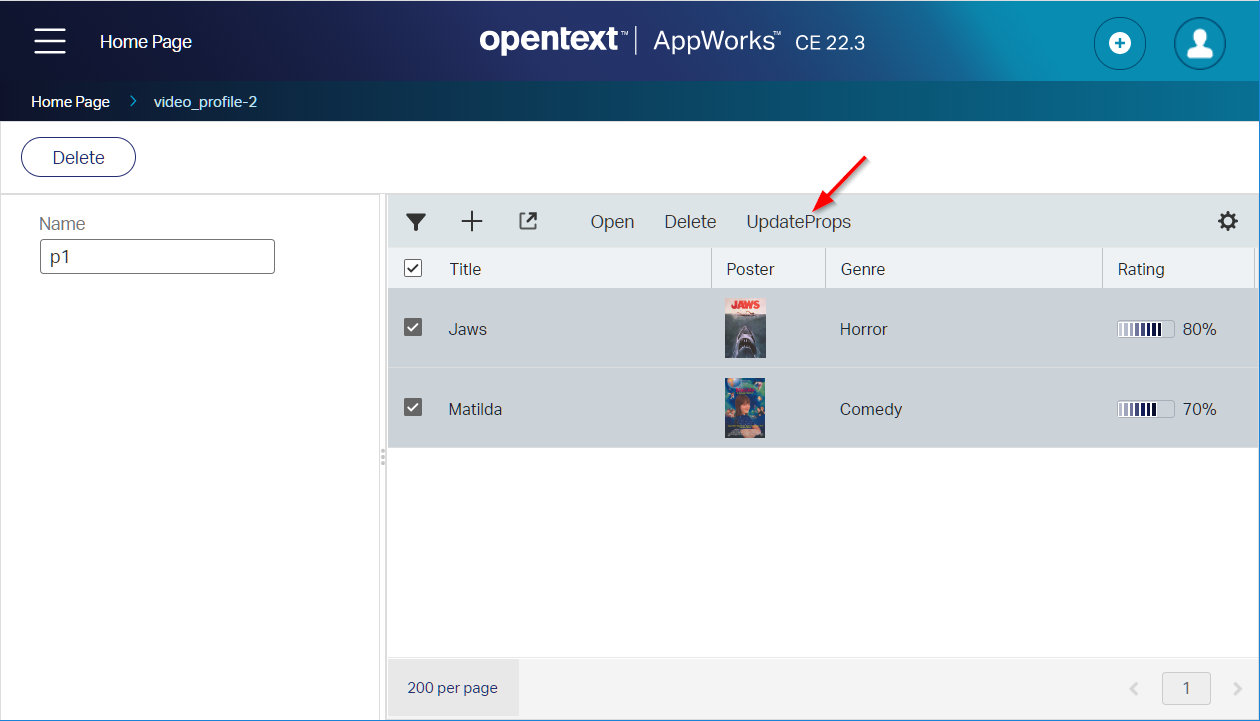 Home Page
opentext™ | AppWorks™ CE 22.3
Home Page > video_profile-2
Delete
Name
p1
Open Delete UpdateProps
Title Poster Genre Rating
Jaws JAWS Horror 80%
Matilda Comedy 70%
200 per page
1